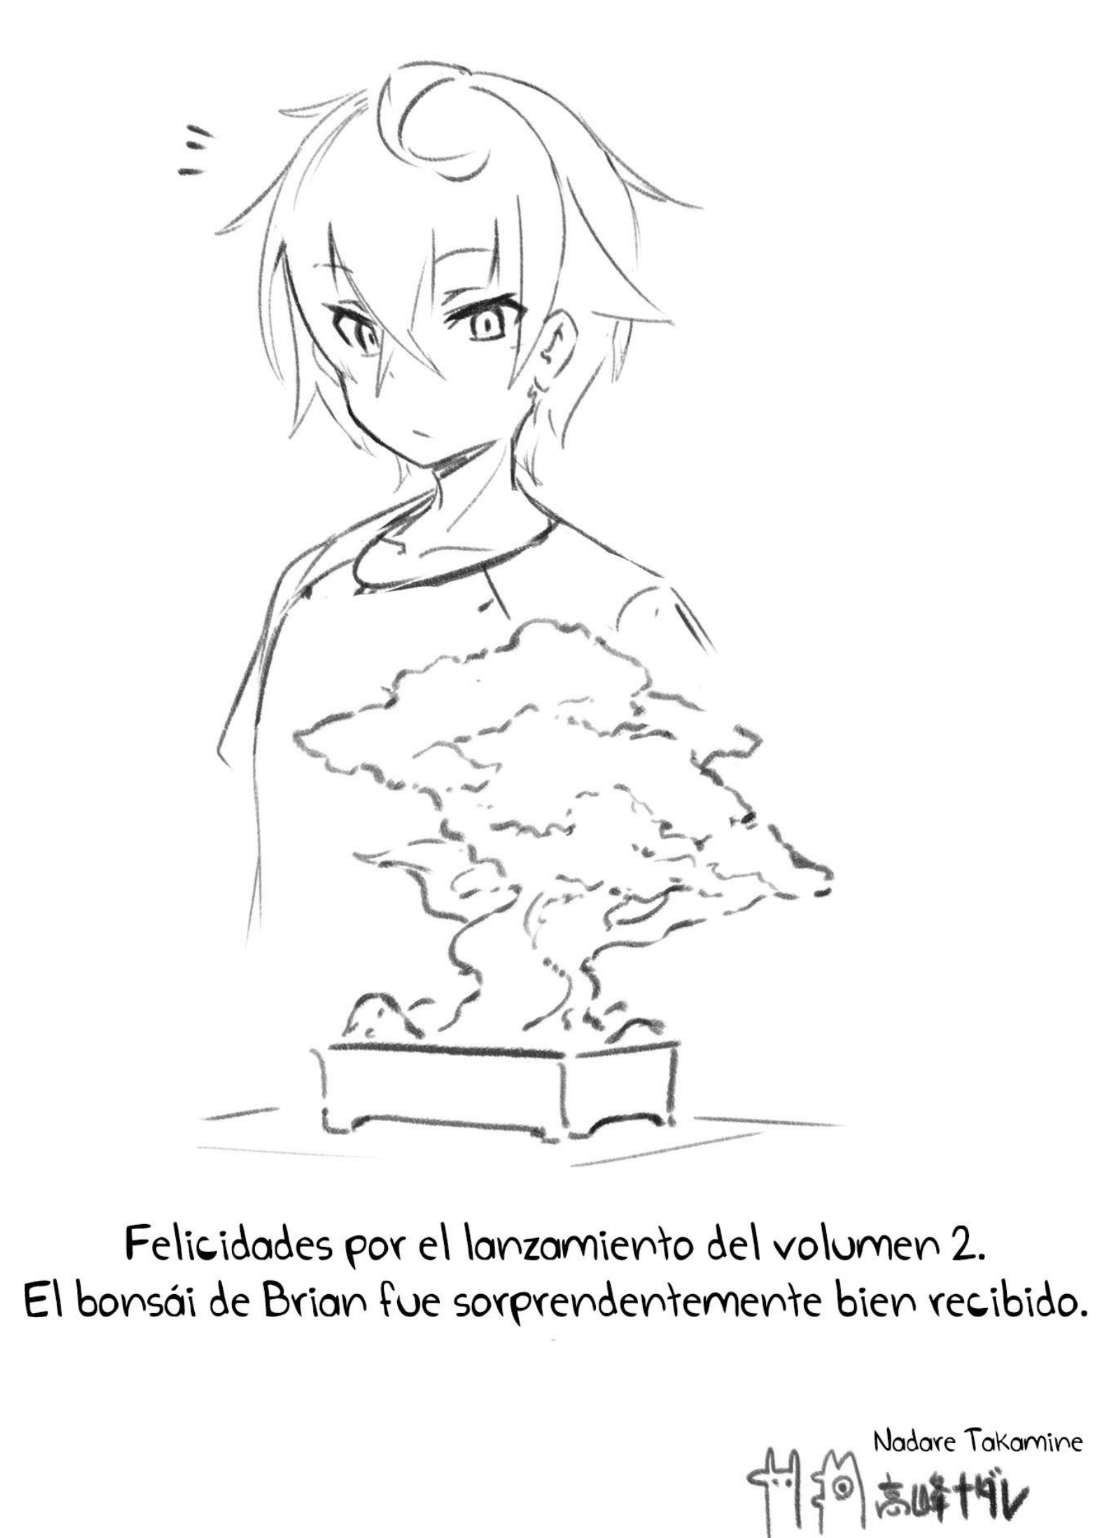 Felicidades por el lanzamiento del volumen 2.
El bonsái de Brian fue sorprendentemente bien recibido.
Nadare Takamine
高峰ナダレ